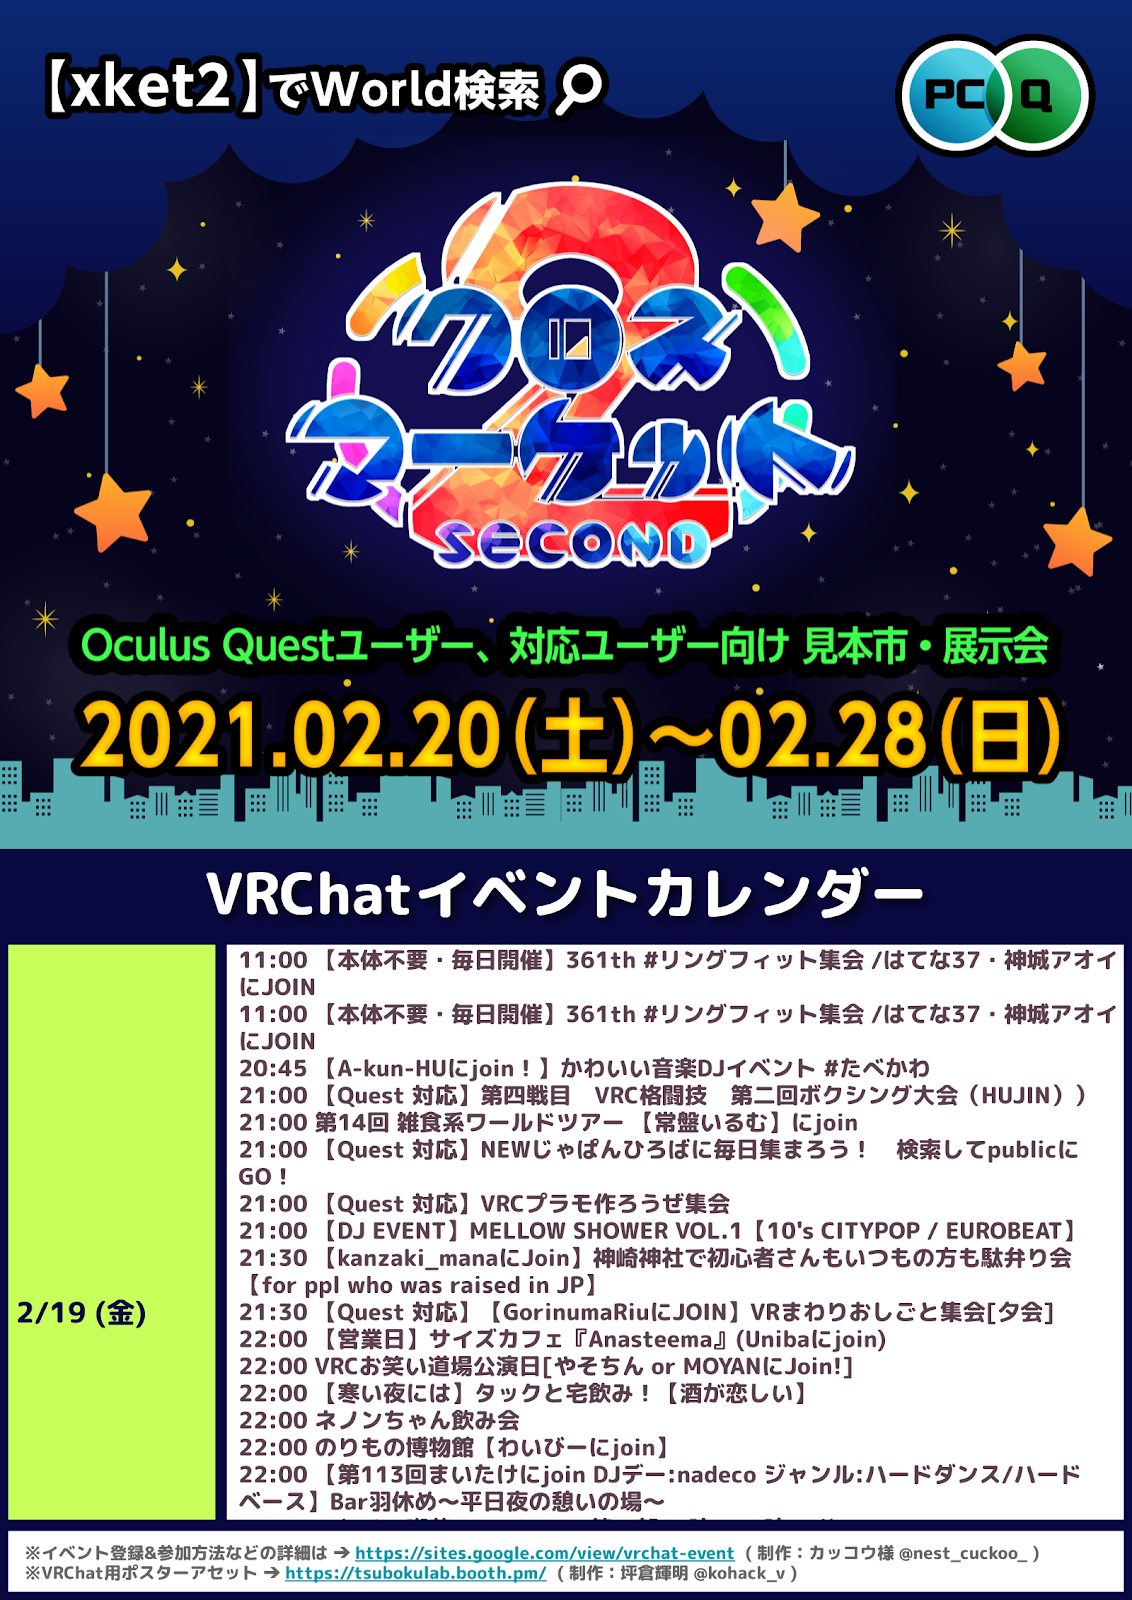 【xket2】でWorld検索
PC Q
クロス
2
マーケット
SECOND
Oculus Questユーザー、対応ユーザー向け 見本市・展示会
2021.02.20(土)〜02.28(日)
VRChatイベントカレンダー
2/19 (金)
11:00 【本体不要・毎日開催】361th #リングフィット集会 /はてな37・神城アオイ
にJOIN
11:00 【本体不要・毎日開催】361th #リングフィット集会 /はてな37・神城アオイ
にJOIN
20:45 【A-kun-HUにjoin！】かわいい音楽DJイベント #たべかわ
21:00 【Quest 対応】第四戦目　VRC格闘技　第二回ボクシング大会（HUJIN））
21:00 第14回 雑食系ワールドツアー 【常盤いるむ】にjoin
21:00 【Quest 対応】NEWじゃぱんひろばに毎日集まろう！　検索してpublicに
GO！
21:00 【Quest 対応】VRCプラモ作ろうぜ集会
21:00 【DJ EVENT】MELLOW SHOWER VOL.1【10's CITYPOP / EUROBEAT】
21:30 【kanzaki_manaにJoin】神崎神社で初心者さんもいつもの方も駄弁り会
【for ppl who was raised in JP】
21:30 【Quest 対応】【GorinumaRiuにJOIN】VRまわりおしごと集会[夕会]
22:00 【営業日】サイズカフェ『Anasteema』(Unibaにjoin)
22:00 VRCお笑い道場公演日[やそちん or MOYANにJoin!]
22:00 【寒い夜には】タックと宅飲み！【酒が恋しい】
22:00 ネノンちゃん飲み会
22:00 のりもの博物館【わいびーにjoin】
22:00 【第113回まいたけにjoin DJデー:nadeco ジャンル:ハードダンス/ハード
ベース】Bar羽休め〜平日夜の憩いの場〜
※イベント登録&参加方法などの詳細は ➔ https://sites.google.com/view/vrchat-event （ 制作：カッコウ様 @nest_cuckoo_ ）
※VRChat用ポスターアセット ➔ https://tsubokulab.booth.pm/ （ 制作：坪倉輝明 @kohack_v ）